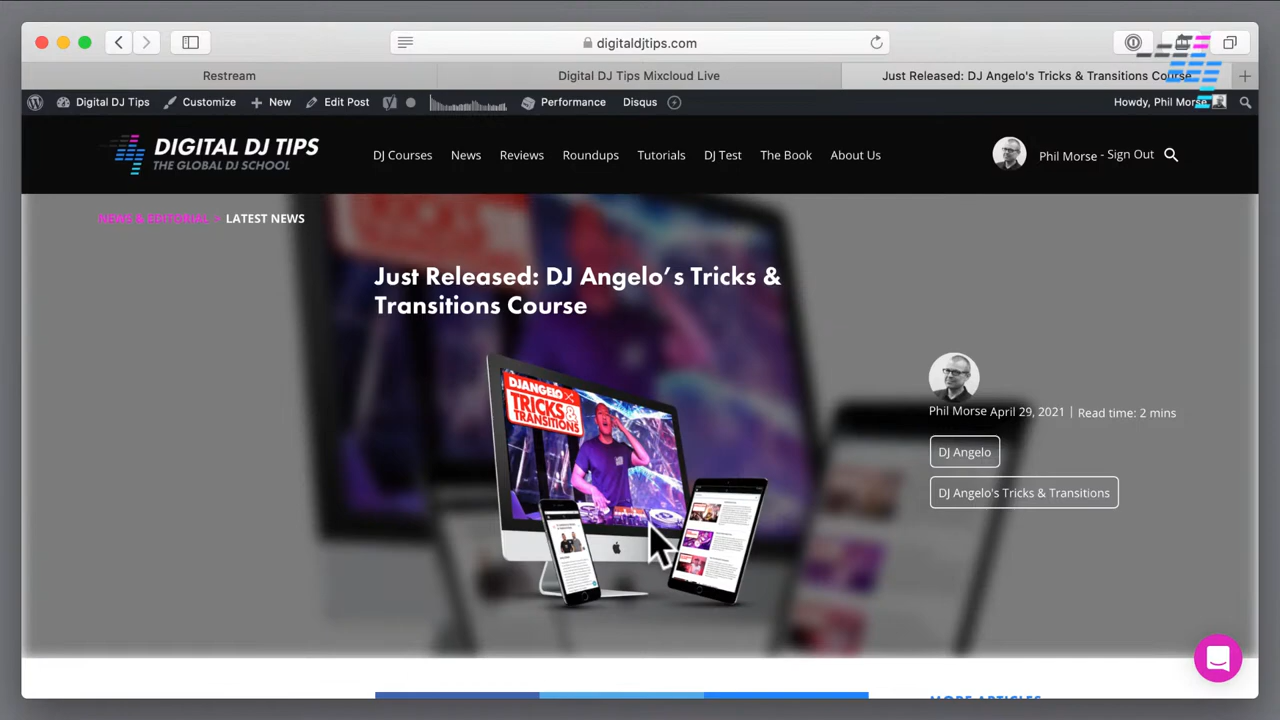 digitaldjtips.com
Restream
Digital DJ Tips Mixcloud Live
Just Released: DJ Angelo's Tricks & Transitions Course
Digital DJ Tips
Customize
New
Edit Post
Performance
Disqus
Howdy, Phil Morse
DIGITAL DJ TIPS
THE GLOBAL DJ SCHOOL
DJ Courses
News
Reviews
Roundups
Tutorials
DJ Test
The Book
About Us
Phil Morse - Sign Out
NEWS & EDITORIAL > LATEST NEWS
Just Released: DJ Angelo's Tricks &
Transitions Course
DJANGELO
TRICKS&
TRANSITIONS
Phil Morse April 29, 2021 | Read time: 2 mins
DJ Angelo
DJ Angelo's Tricks & Transitions
MORE ARTICLES